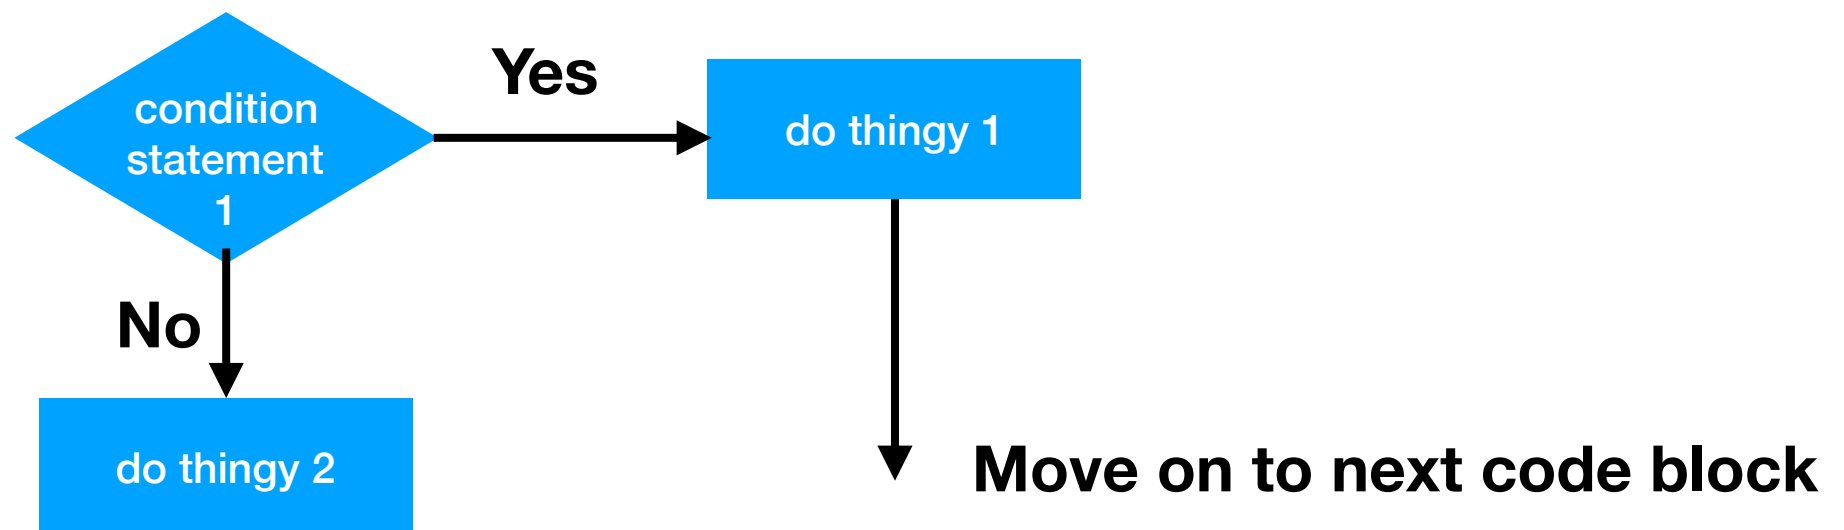 condition
statement
1
Yes
do thingy 1
No
do thingy 2
Move on to next code block